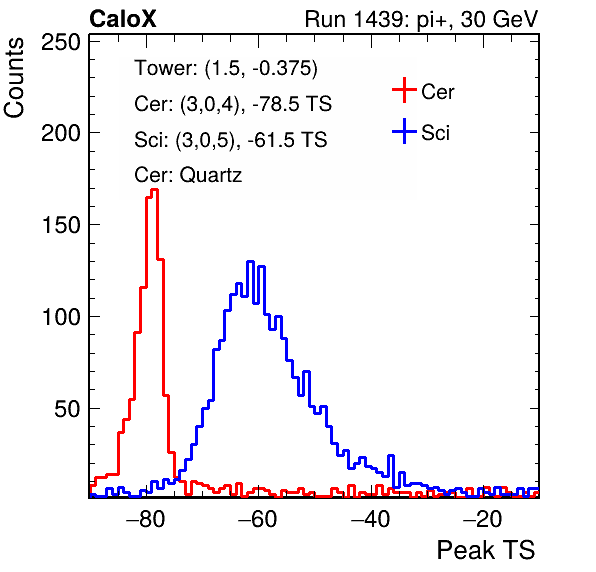 CaloX Run 1439: pi+, 30 GeV
Counts
250
200
150
100
50
Tower: (1.5, -0.375)
Cer: (3,0,4), -78.5 TS
Sci: (3,0,5), -61.5 TS
Cer: Quartz
Cer
Sci
−80 −60 −40 −20
Peak TS